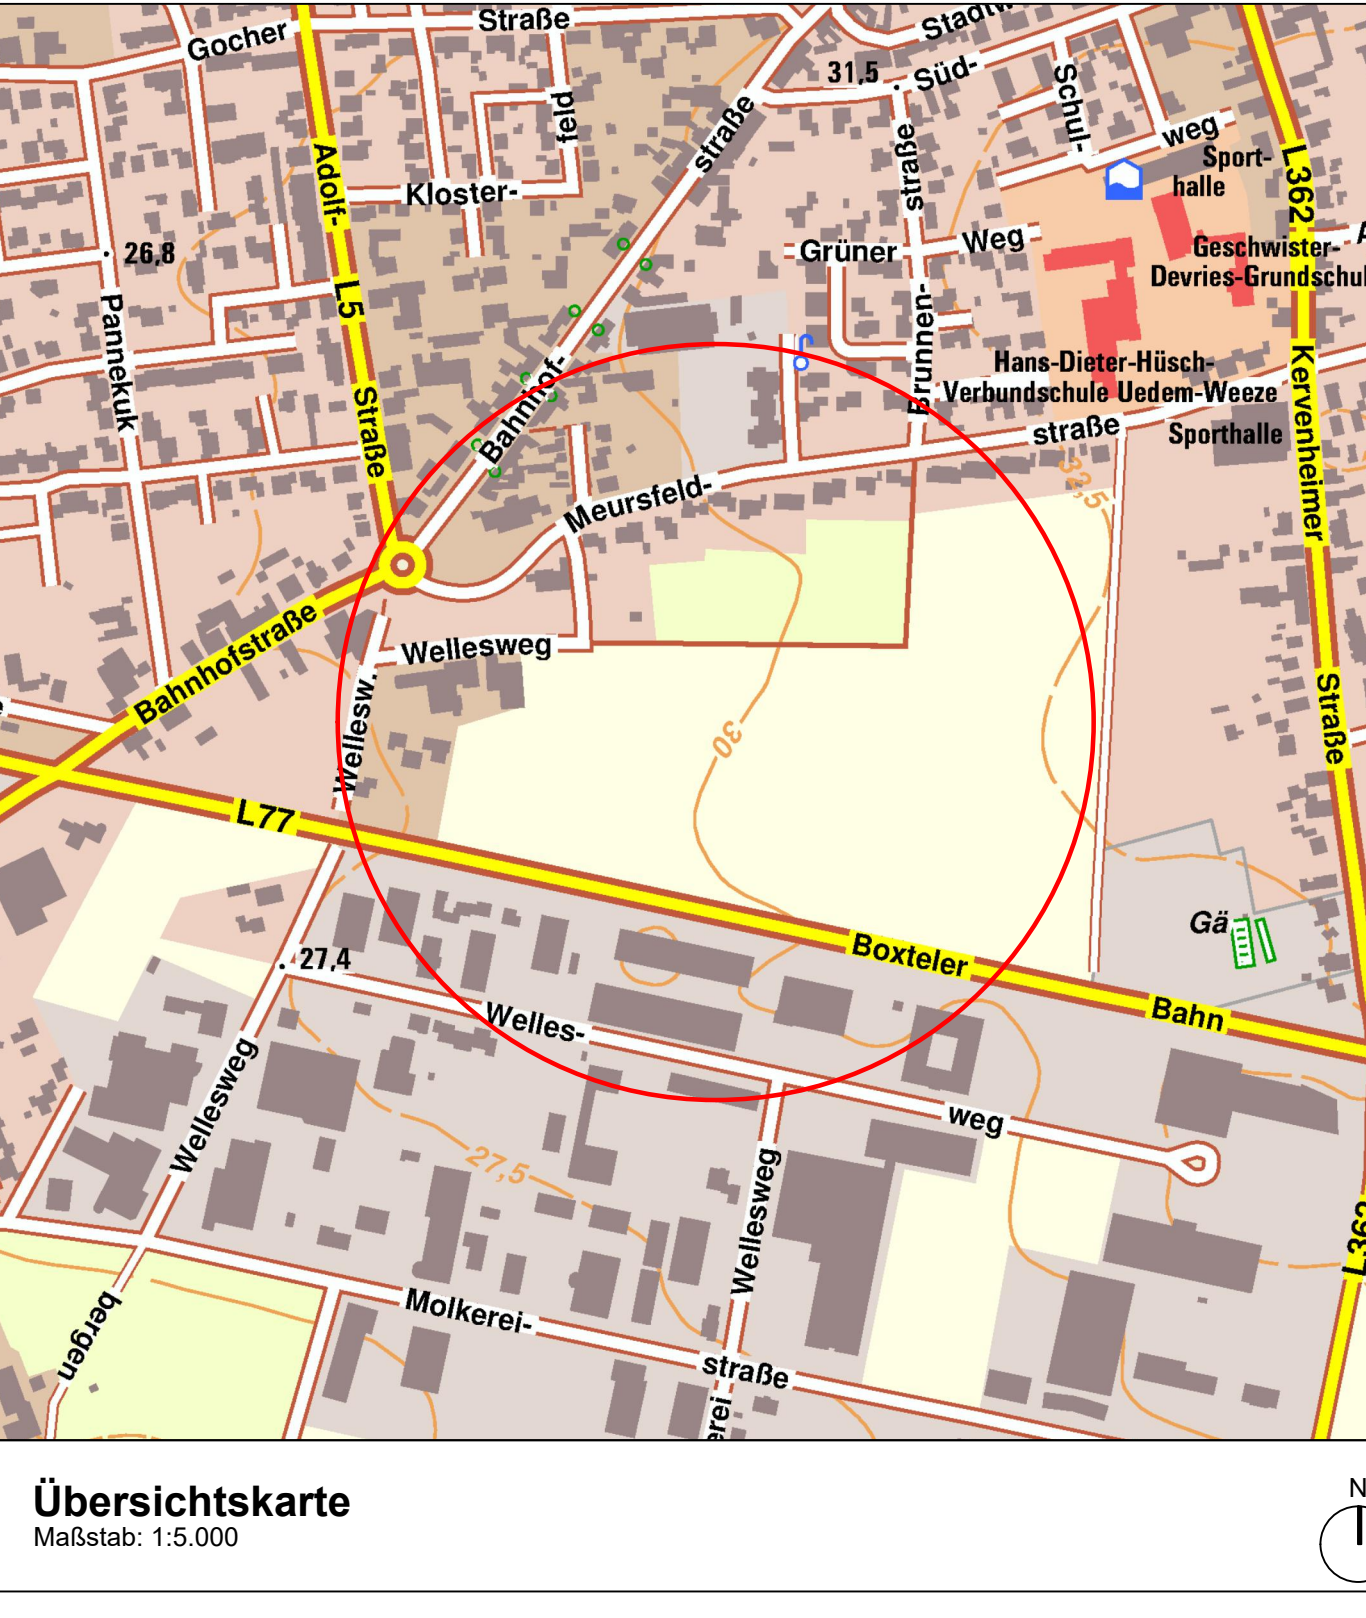 Gocher
Straße
Stadtw
31,5
Süd-
Schul-
weg
Sport-
halle
L362
Adolf-
L5
Straße
feld
Kloster-
straße
Bahnhof-
straße
Brunnen-
Grüner
Weg
Geschwister-
Devries-Grundschul
26,8
Pannekuk
Hans-Dieter-Hüsch-
Verbundschule Uedem-Weeze
Kervenheimer
Straße
straße
Sporthalle
Meursfeld-
32,5
Bahnhofstraße
Wellesweg
Wellesw.
30
L77
Gä
Boxteler
Bahn
27,4
Welles-
weg
Wellesweg
27,5
Wellesweg
L362
bergen
Molkerei-
straße
erei
Übersichtskarte
Maßstab: 1:5.000
N